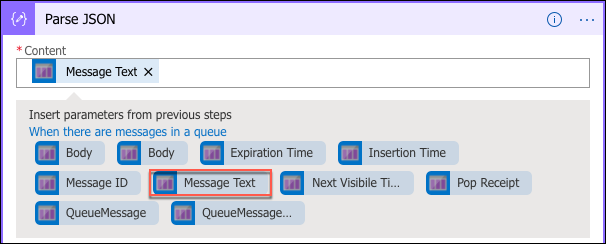 Parse JSON
* Content
Message Text ×
Insert parameters from previous steps
When there are messages in a queue
Body Body Expiration Time Insertion Time
Message ID Message Text Next Visibile Ti... Pop Receipt
QueueMessage QueueMessage...